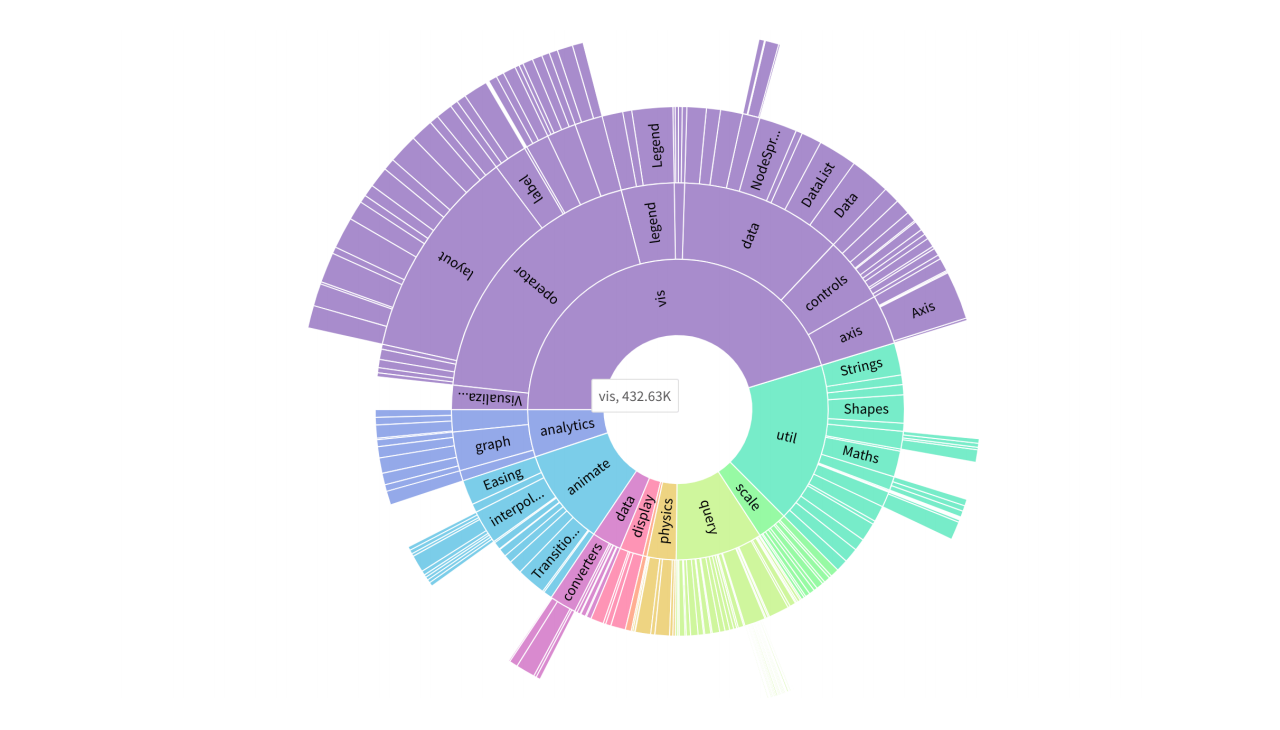 Legend
NodeSpr...
DataList
Data
label
legend
data
layout
operator
controls
vis
Axis
axis
Strings
Visualiza...
vis, 432.63K
Shapes
analytics
util
graph
Maths
Easing
animate
scale
interpol...
data
display
physics
query
Transitio...
converters